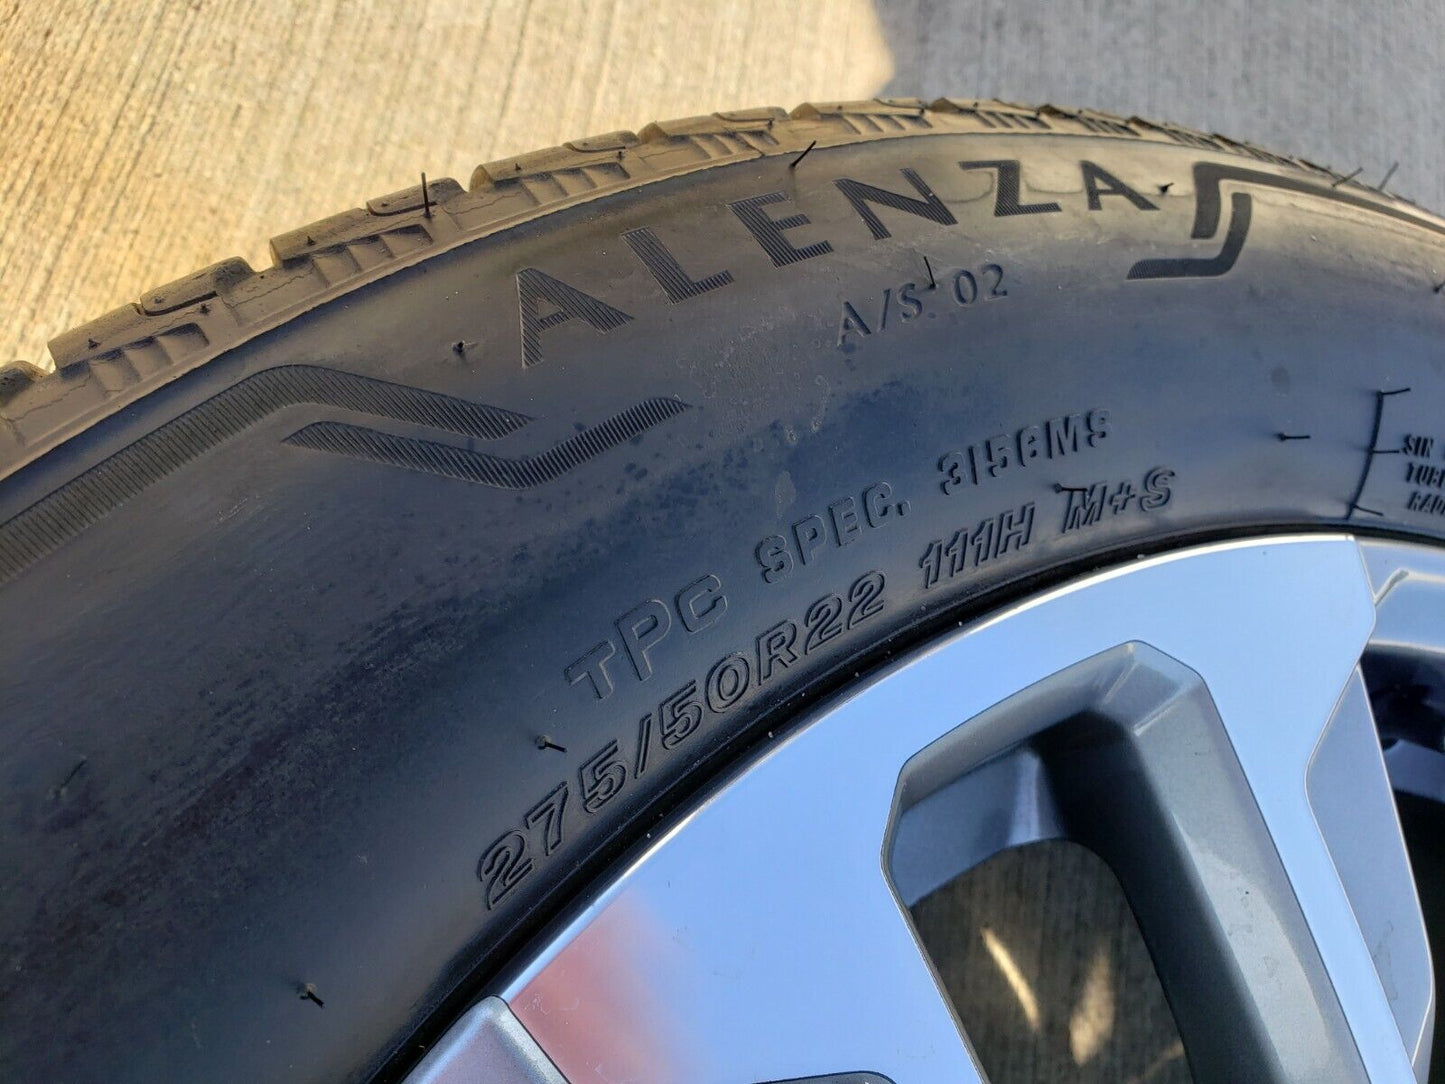 ALENZA
A/S 02
TPC SPEC. 3156MS
275/50R22 111H M+S